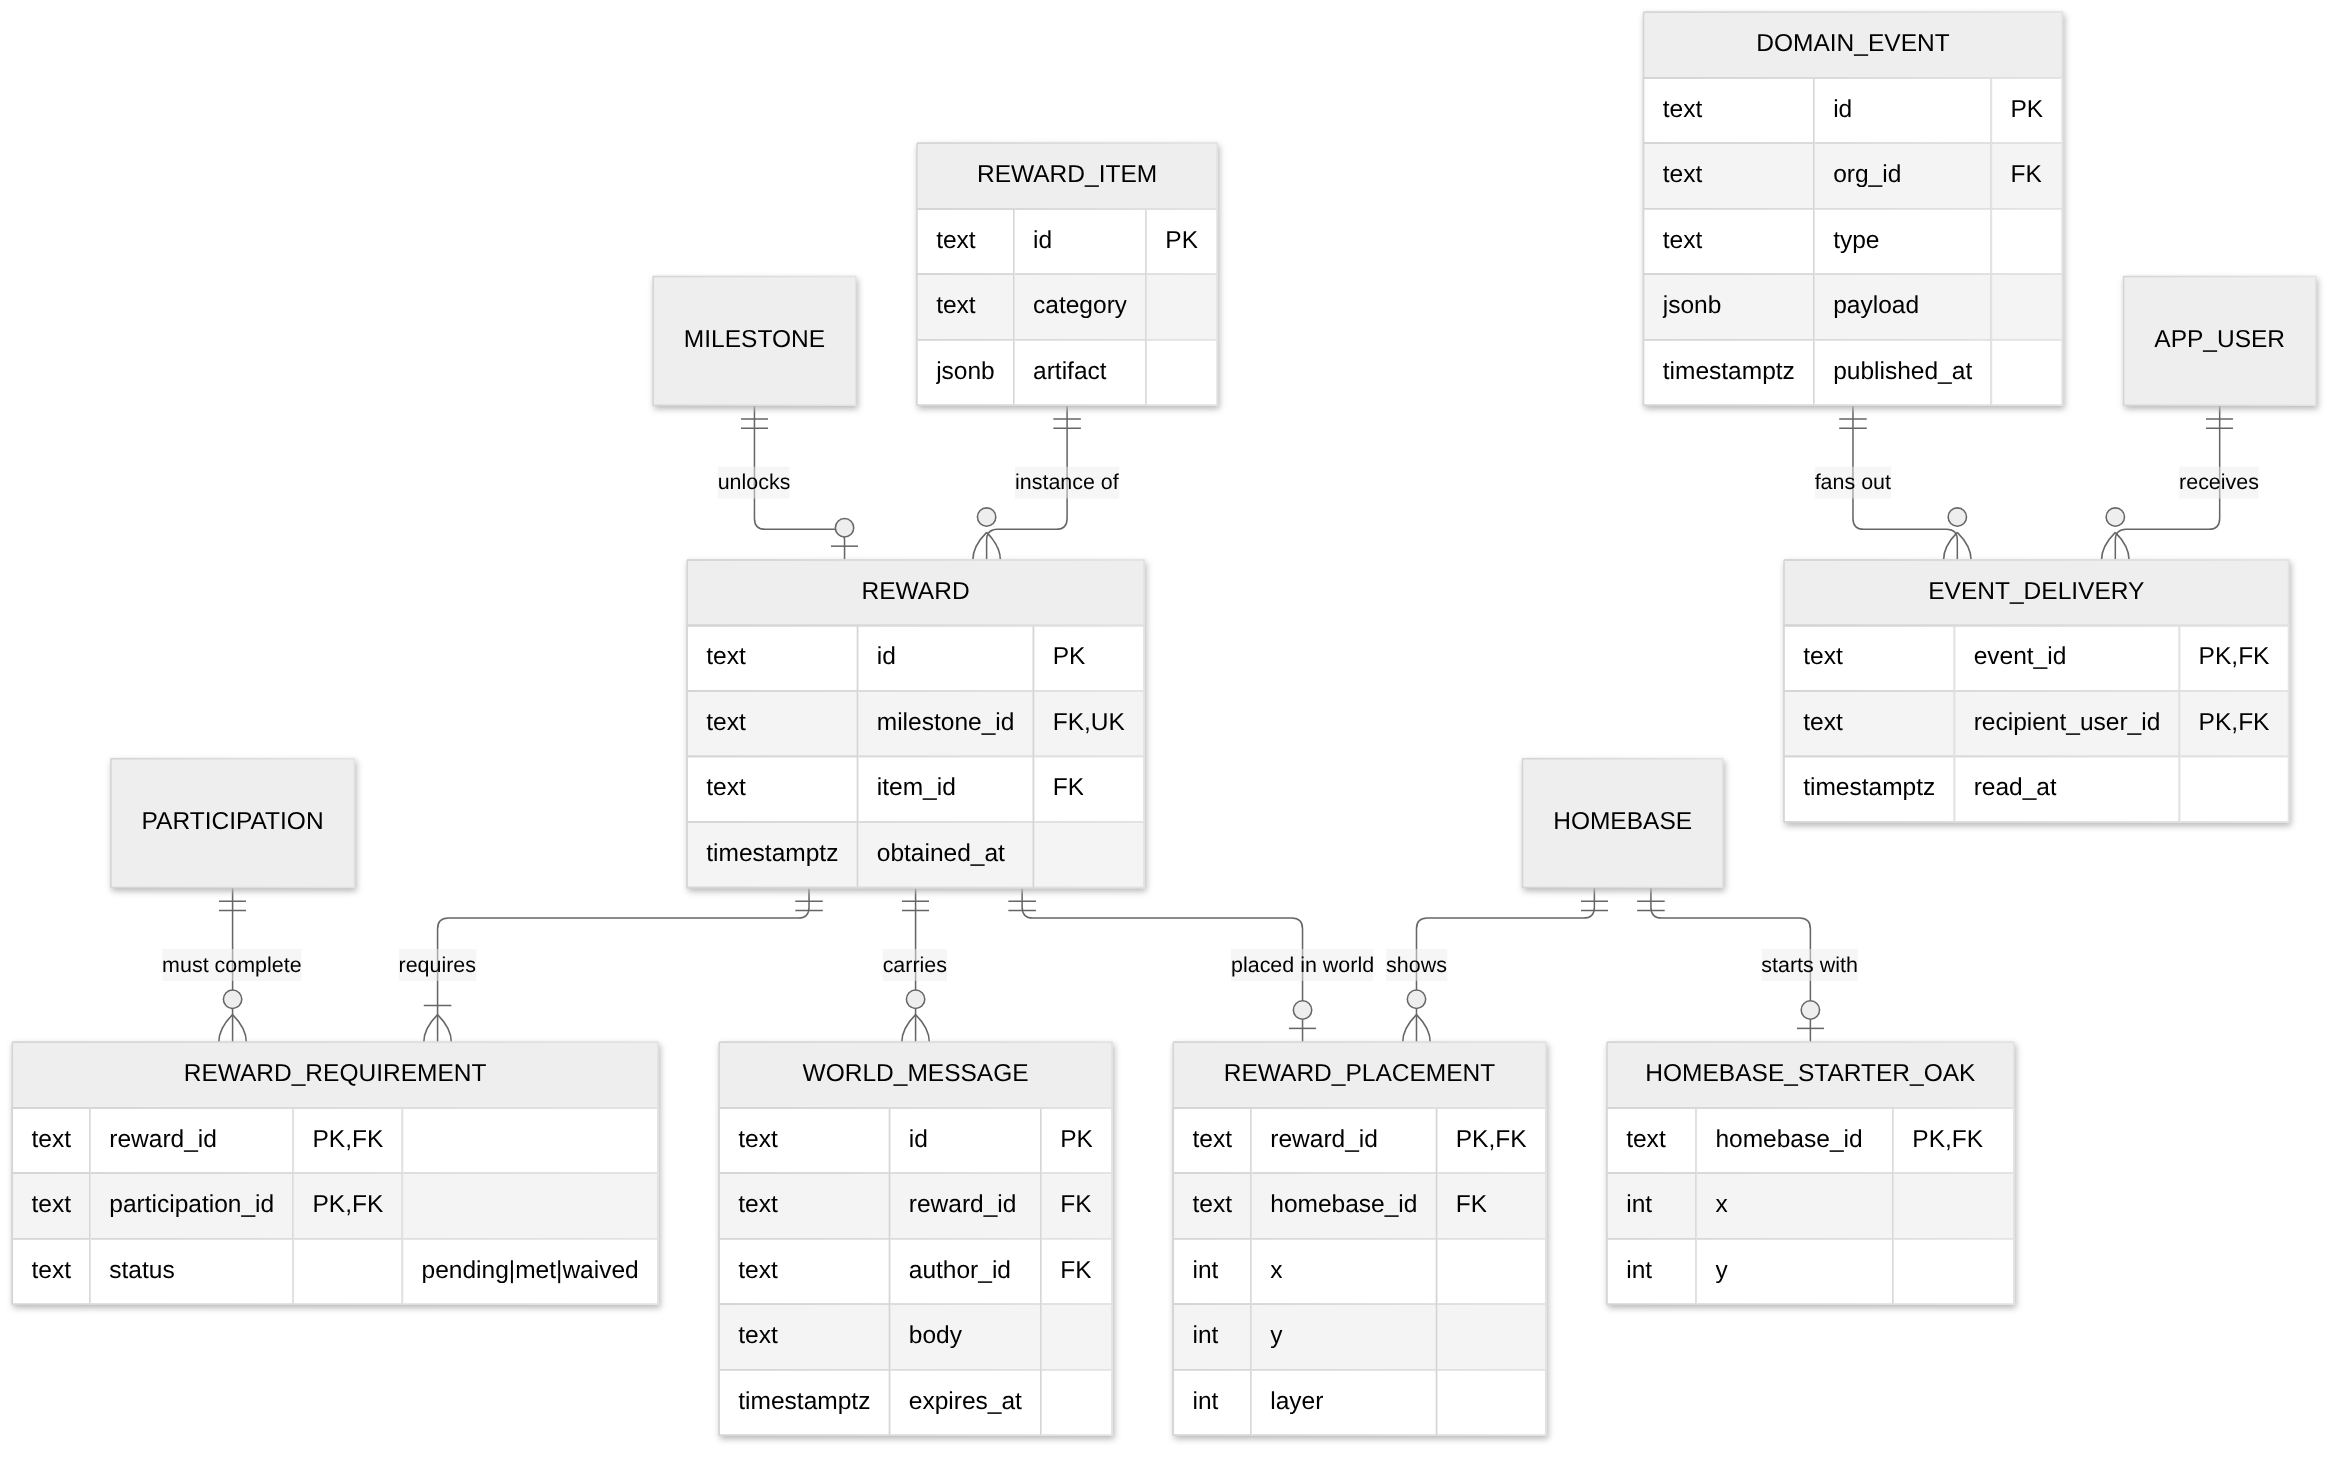 DOMAIN_EVENT
text id PK
text org_id FK
text type
jsonb payload
timestamptz published_at
REWARD_ITEM
text id PK
text category
jsonb artifact
MILESTONE
APP_USER
unlocks
instance of
fans out
receives
REWARD
text id PK
text milestone_id FK,UK
text item_id FK
timestamptz obtained_at
EVENT_DELIVERY
text event_id PK,FK
text recipient_user_id PK,FK
timestamptz read_at
PARTICIPATION
HOMEBASE
must complete
requires
carries
placed in world
shows
starts with
REWARD_REQUIREMENT
text reward_id PK,FK
text participation_id PK,FK
text status pending|met|waived
WORLD_MESSAGE
text id PK
text reward_id FK
text author_id FK
text body
timestamptz expires_at
REWARD_PLACEMENT
text reward_id PK,FK
text homebase_id FK
int x
int y
int layer
HOMEBASE_STARTER_OAK
text homebase_id PK,FK
int x
int y